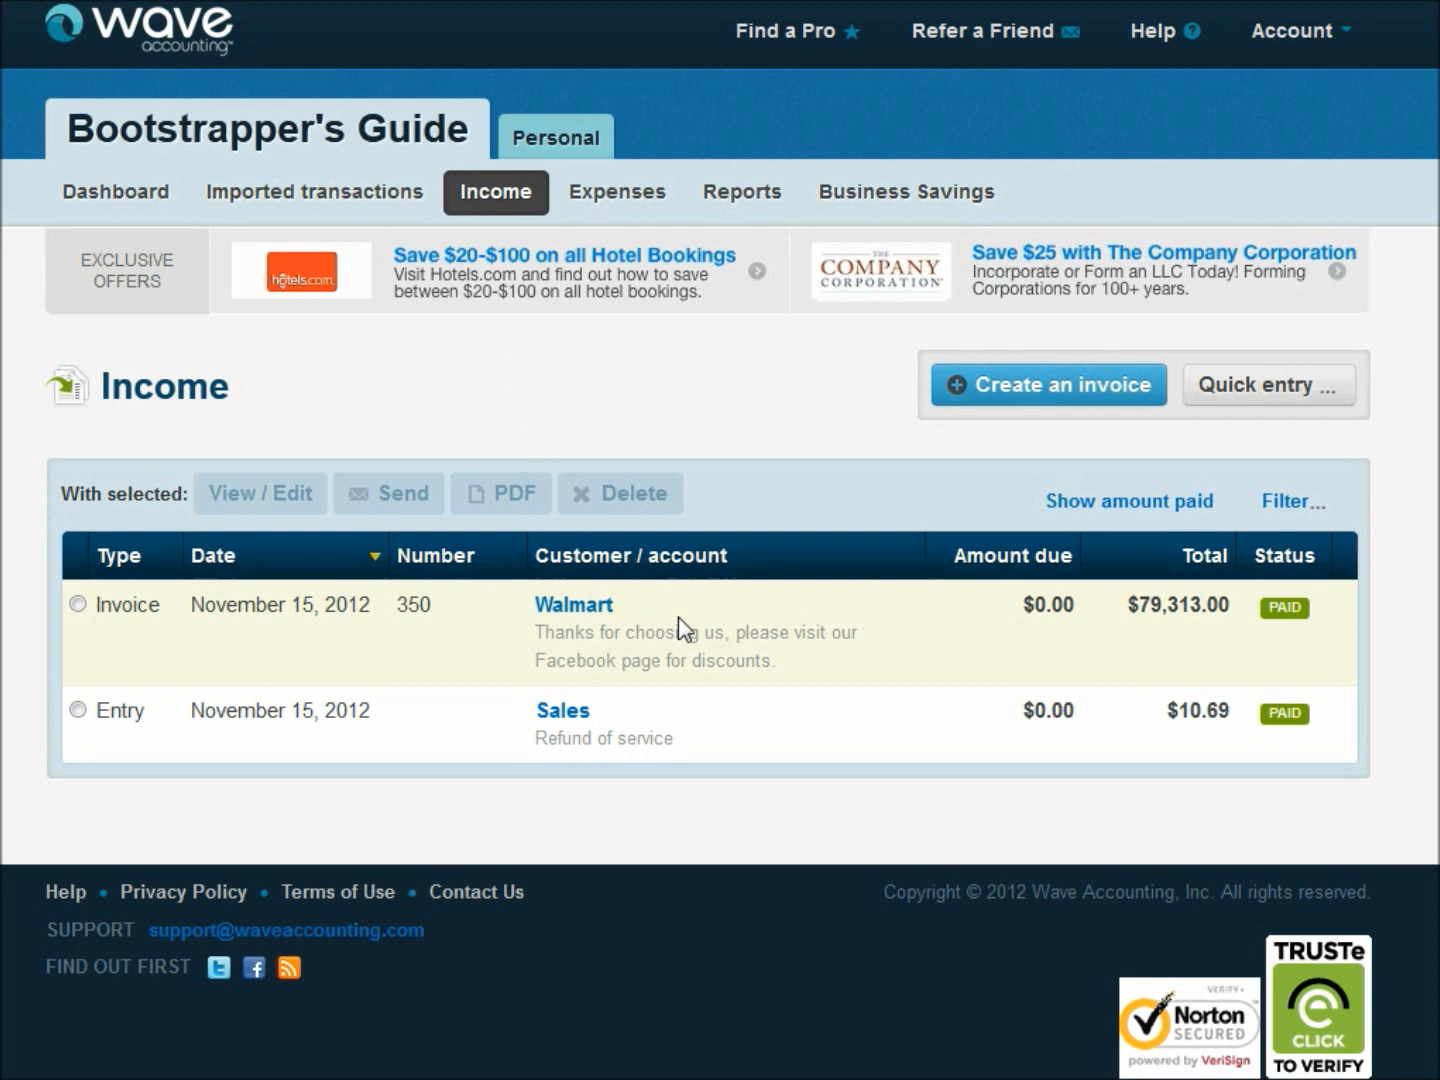 wave
accounting™
Find a Pro
Refer a Friend
Help ?
Account
Bootstrapper's Guide
Personal
Dashboard
Imported transactions
Income
Expenses
Reports
Business Savings
EXCLUSIVE
OFFERS
hotels.com
Save $20-$100 on all Hotel Bookings
Visit Hotels.com and find out how to save
between $20-$100 on all hotel bookings.
THE
COMPANY
CORPORATION
Save $25 with The Company Corporation
Incorporate or Form an LLC Today! Forming
Corporations for 100+ years.
Income
Create an invoice
Quick entry ...
With selected:
View / Edit
Send
PDF
Delete
Show amount paid
Filter...
Type Date Number Customer / account Amount due Total Status
Invoice November 15, 2012 350 Walmart $0.00 $79,313.00 PAID
Thanks for choosing us, please visit our
Facebook page for discounts.
Entry November 15, 2012 Sales $0.00 $10.69 PAID
Refund of service
Help • Privacy Policy • Terms of Use • Contact Us
Copyright © 2012 Wave Accounting, Inc. All rights reserved.
SUPPORT support@waveaccounting.com
FIND OUT FIRST
VERIFY+
Norton
SECURED
powered by VeriSign
TRUSTe
CLICK
TO VERIFY